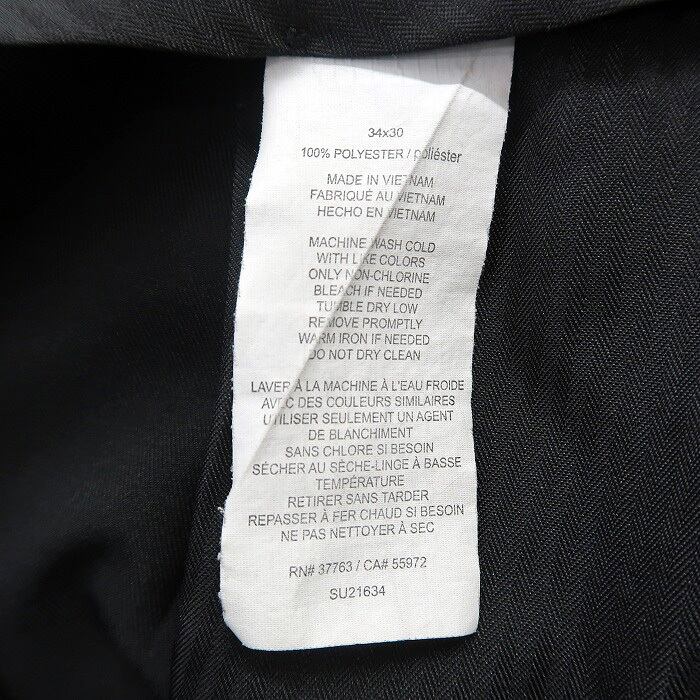 34x30
100% POLYESTER / poliéster
MADE IN VIETNAM
FABRIQUÉ AU VIETNAM
HECHO EN VIETNAM
MACHINE WASH COLD
WITH LIKE COLORS
ONLY NON-CHLORINE
BLEACH IF NEEDED
TUMBLE DRY LOW
REMOVE PROMPTLY
WARM IRON IF NEEDED
DO NOT DRY CLEAN
LAVER À LA MACHINE À L'EAU FROIDE
AVEC DES COULEURS SIMILAIRES
UTILISER SEULEMENT UN AGENT
DE BLANCHIMENT
SANS CHLORE SI BESOIN
SÉCHER AU SÈCHE-LINGE À BASSE
TEMPÉRATURE
RETIRER SANS TARDER
REPASSER À FER CHAUD SI BESOIN
NE PAS NETTOYER À SEC
RN# 37763 / CA# 55972
SU21634